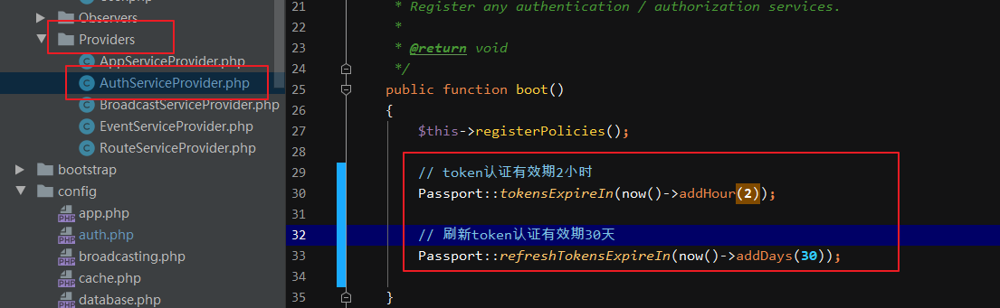 Observers
Providers
AppServiceProvider.php
AuthServiceProvider.php
BroadcastServiceProvider.php
EventServiceProvider.php
RouteServiceProvider.php
bootstrap
config
app.php
auth.php
broadcasting.php
cache.php
database.php
21 * Register any authentication / authorization services.
22 *
23 * @return void
24 */
25 public function boot()
26 {
27 $this->registerPolicies();
28
29 // token认证有效期2小时
30 Passport::tokensExpireIn(now()->addHour(2));
31
32 // 刷新token认证有效期30天
33 Passport::refreshTokensExpireIn(now()->addDays(30));
34
35 }